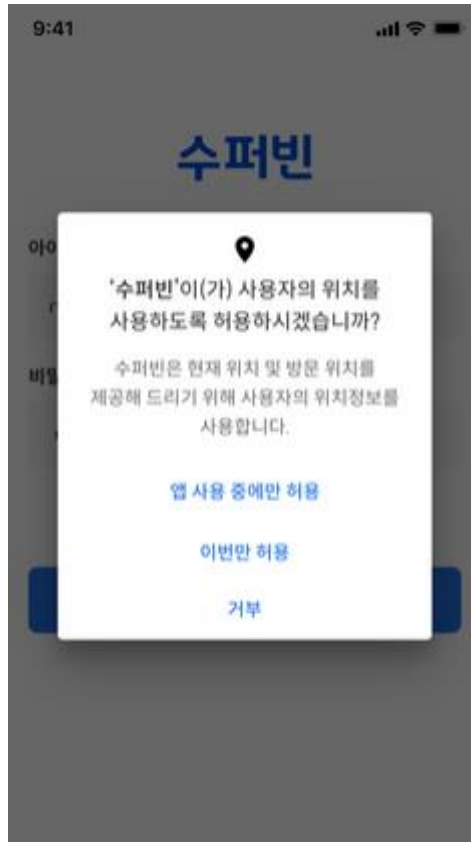 9:41
수퍼빈
아이
'수퍼빈'이(가) 사용자의 위치를
사용하도록 허용하시겠습니까?
수퍼빈은 현재 위치 및 방문 위치를
제공해 드리기 위해 사용자의 위치정보를
사용합니다.
앱 사용 중에만 허용
이번만 허용
거부